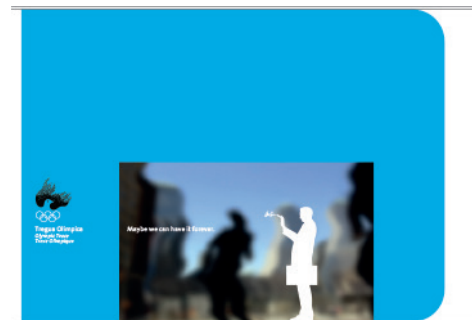 Tregua Olimpica
Olympic Truce
Trêve Olympique
Maybe we can have it forever.